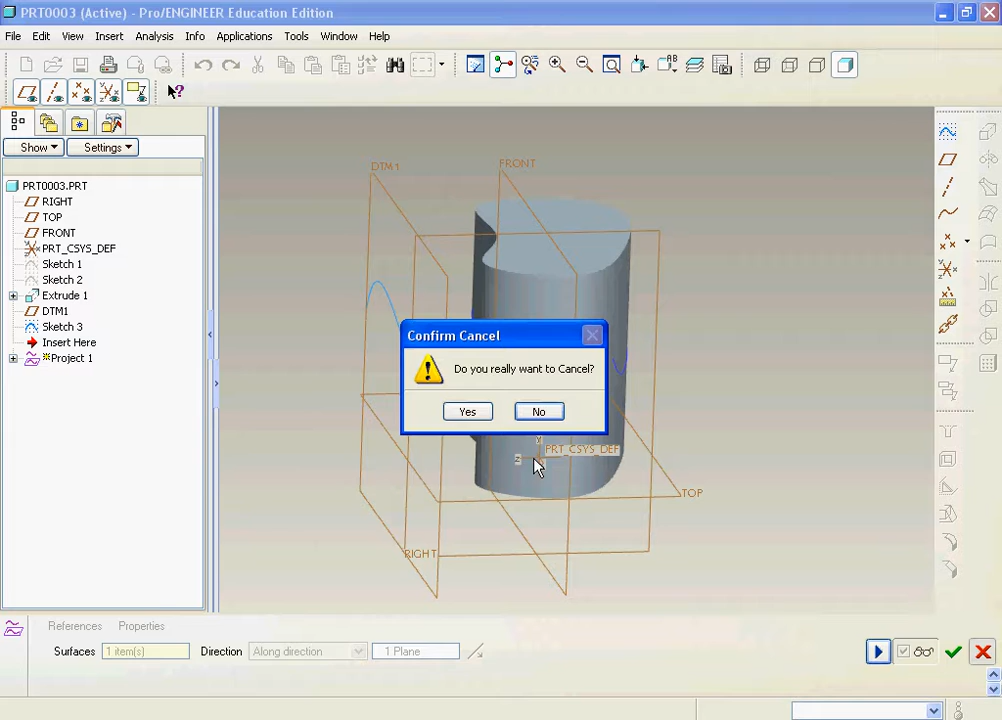 PRT0003 (Active) - Pro/ENGINEER Education Edition
File Edit View Insert Analysis Info Applications Tools Window Help
Show Settings
PRT0003.PRT
RIGHT
TOP
FRONT
PRT_CSYS_DEF
Sketch 1
Sketch 2
Extrude 1
DTM1
Sketch 3
Insert Here
*Project 1
DTM1
FRONT
Confirm Cancel
Do you really want to Cancel?
Yes No
Y
PRT_CSYS_DEF
Z
TOP
RIGHT
References Properties
Surfaces 1 item(s) Direction Along direction 1 Plane